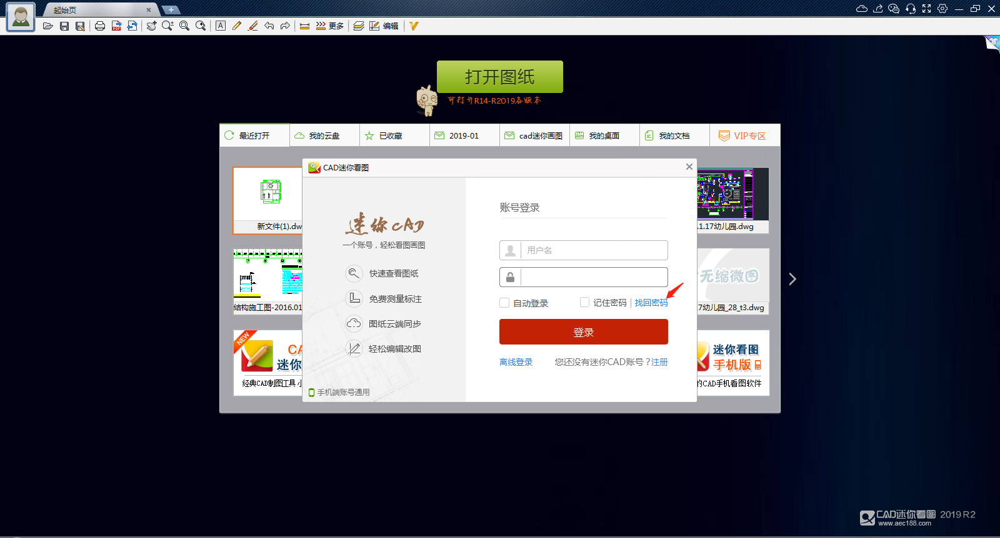 起始页
PDF
A
更多
编辑
打开图纸
可打开R14-R2019各版本
最近打开
我的云盘
已收藏
2019-01
cad迷你画图
我的桌面
我的文档
VIP专区
CAD迷你看图
新文件(1).dw
.1.17幼儿园.dwg
迷你CAD
一个账号，轻松看图画图
快速查看图纸
免费测量标注
图纸云端同步
轻松编辑改图
手机端账号通用
账号登录
用户名
自动登录
记住密码
找回密码
登录
离线登录
您还没有迷你CAD账号？注册
无缩微图
结构施工图-2016.01
17幼儿园_28_t3.dwg
NEW
CA
迷你
经典CAD制图工具 小
迷你看图
手机版
的CAD手机看图软件
CAD迷你看图 2019 R2
www.aec188.com